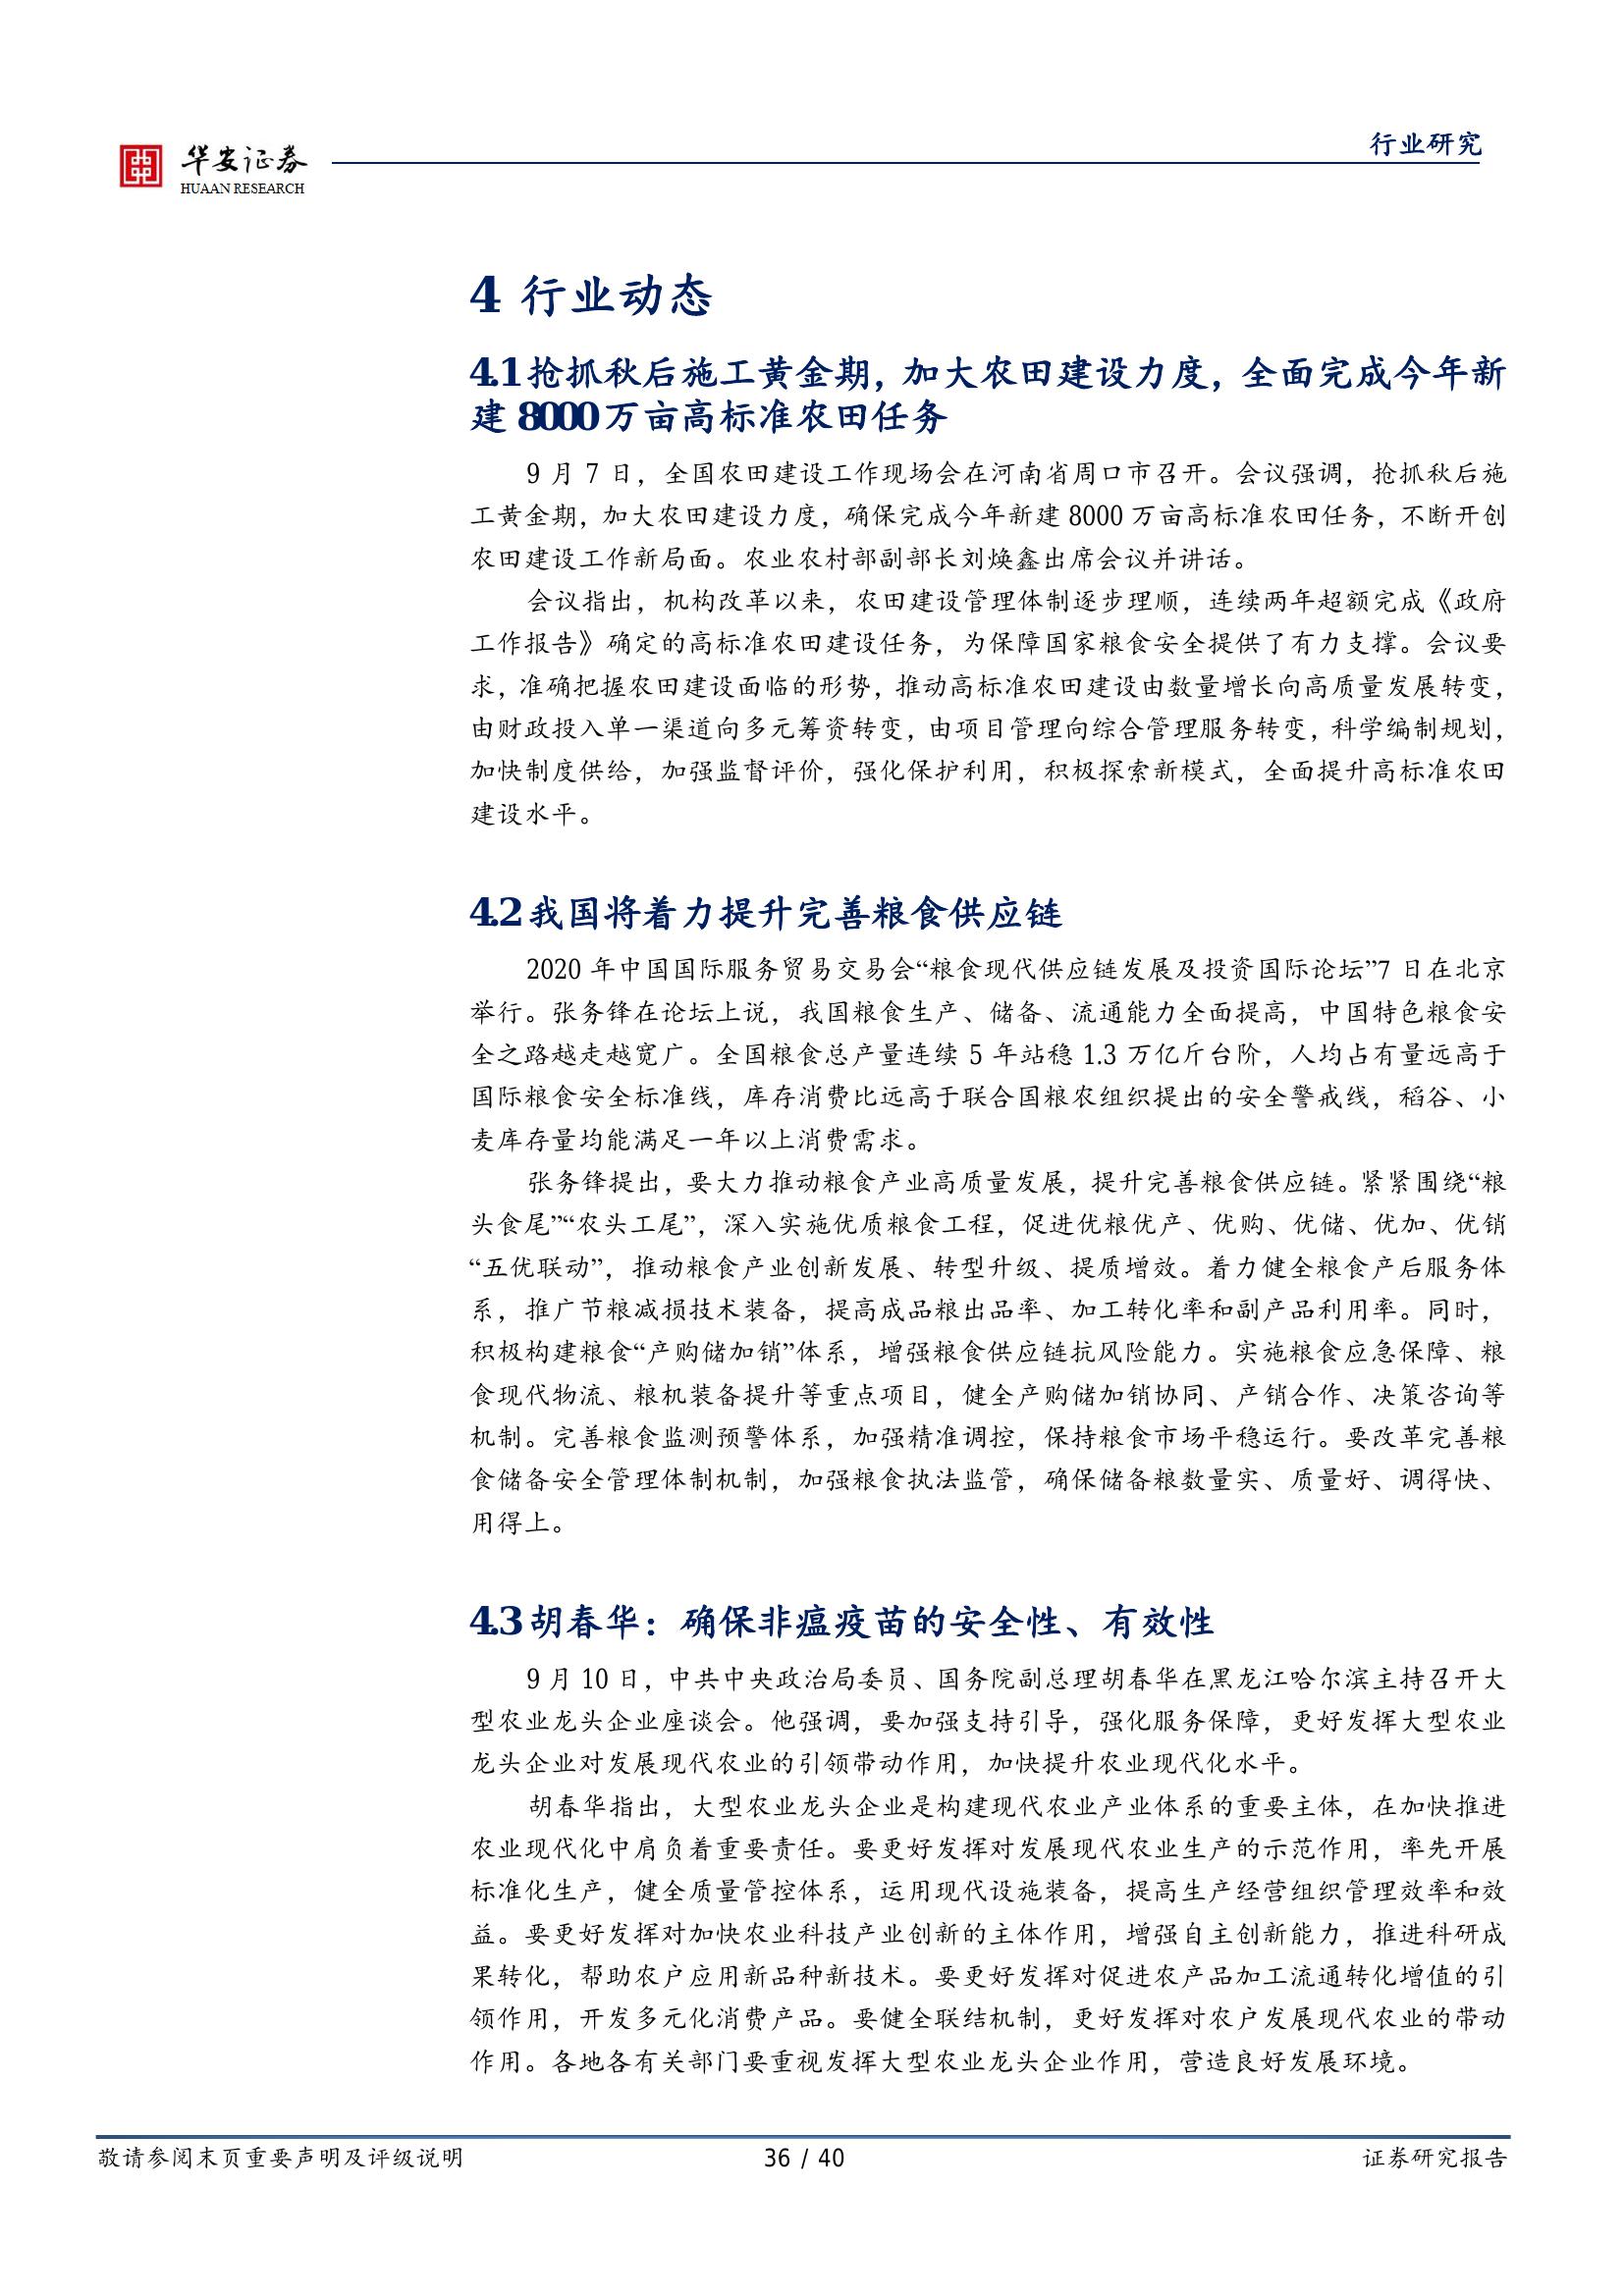 华安证券
HUAAN RESEARCH
行业研究
4 行业动态
4.1 抢抓秋后施工黄金期，加大农田建设力度，全面完成今年新
建 8000 万亩高标准农田任务
9 月 7 日，全国农田建设工作现场会在河南省周口市召开。会议强调，抢抓秋后施
工黄金期，加大农田建设力度，确保完成今年新建 8000 万亩高标准农田任务，不断开创
农田建设工作新局面。农业农村部副部长刘焕鑫出席会议并讲话。
会议指出，机构改革以来，农田建设管理体制逐步理顺，连续两年超额完成《政府
工作报告》确定的高标准农田建设任务，为保障国家粮食安全提供了有力支撑。会议要
求，准确把握农田建设面临的形势，推动高标准农田建设由数量增长向高质量发展转变，
由财政投入单一渠道向多元筹资转变，由项目管理向综合管理服务转变，科学编制规划，
加快制度供给，加强监督评价，强化保护利用，积极探索新模式，全面提升高标准农田
建设水平。
4.2 我国将着力提升完善粮食供应链
2020 年中国国际服务贸易交易会“粮食现代供应链发展及投资国际论坛”7 日在北京
举行。张务锋在论坛上说，我国粮食生产、储备、流通能力全面提高，中国特色粮食安
全之路越走越宽广。全国粮食总产量连续 5 年站稳 1.3 万亿斤台阶，人均占有量远高于
国际粮食安全标准线，库存消费比远高于联合国粮农组织提出的安全警戒线，稻谷、小
麦库存量均能满足一年以上消费需求。
张务锋提出，要大力推动粮食产业高质量发展，提升完善粮食供应链。紧紧围绕“粮
头食尾”“农头工尾”，深入实施优质粮食工程，促进优粮优产、优购、优储、优加、优销
“五优联动”，推动粮食产业创新发展、转型升级、提质增效。着力健全粮食产后服务体
系，推广节粮减损技术装备，提高成品粮出品率、加工转化率和副产品利用率。同时，
积极构建粮食“产购储加销”体系，增强粮食供应链抗风险能力。实施粮食应急保障、粮
食现代物流、粮机装备提升等重点项目，健全产购储加销协同、产销合作、决策咨询等
机制。完善粮食监测预警体系，加强精准调控，保持粮食市场平稳运行。要改革完善粮
食储备安全管理体制机制，加强粮食执法监管，确保储备粮数量实、质量好、调得快、
用得上。
4.3 胡春华：确保非瘟疫苗的安全性、有效性
9 月 10 日，中共中央政治局委员、国务院副总理胡春华在黑龙江哈尔滨主持召开大
型农业龙头企业座谈会。他强调，要加强支持引导，强化服务保障，更好发挥大型农业
龙头企业对发展现代农业的引领带动作用，加快提升农业现代化水平。
胡春华指出，大型农业龙头企业是构建现代农业产业体系的重要主体，在加快推进
农业现代化中肩负着重要责任。要更好发挥对发展现代农业生产的示范作用，率先开展
标准化生产，健全质量管控体系，运用现代设施装备，提高生产经营组织管理效率和效
益。要更好发挥对加快农业科技产业创新的主体作用，增强自主创新能力，推进科研成
果转化，帮助农户应用新品种新技术。要更好发挥对促进农产品加工流通转化增值的引
领作用，开发多元化消费产品。要健全联结机制，更好发挥对农户发展现代农业的带动
作用。各地各有关部门要重视发挥大型农业龙头企业作用，营造良好发展环境。
敬请参阅末页重要声明及评级说明
36 / 40
证券研究报告